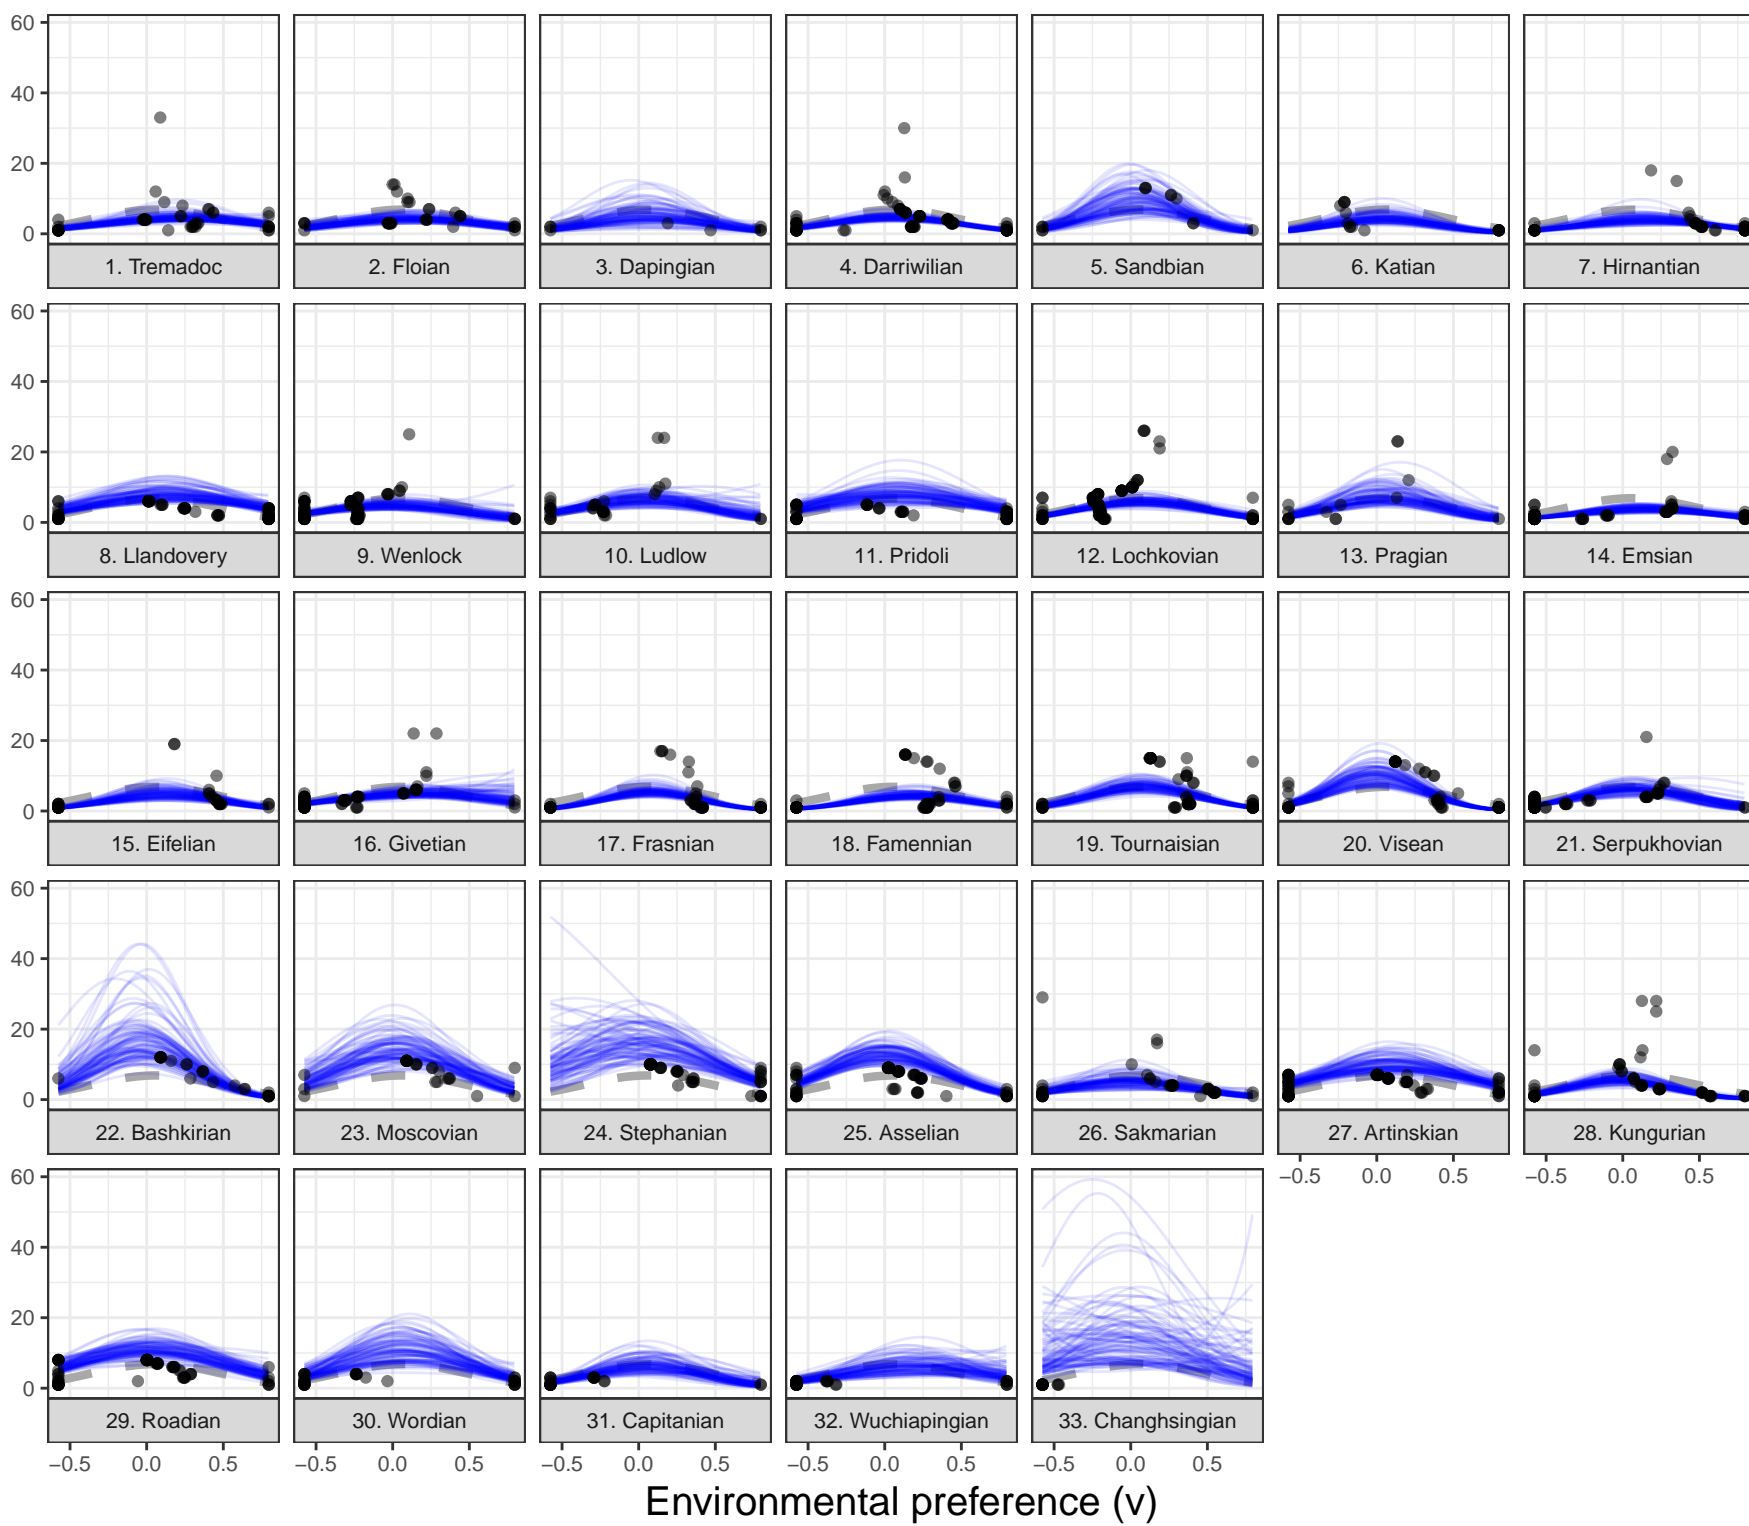 60
40
20
0
1. Tremadoc
2. Floian
3. Dapingian
4. Darriwilian
5. Sandbian
6. Katian
7. Hirnantian
60
40
20
0
8. Llandovery
9. Wenlock
10. Ludlow
11. Pridoli
12. Lochkovian
13. Pragian
14. Emsian
60
40
20
0
15. Eifelian
16. Givetian
17. Frasnian
18. Famennian
19. Tournaisian
20. Visean
21. Serpukhovian
60
40
20
0
22. Bashkirian
23. Moscovian
24. Stephanian
25. Asselian
26. Sakmarian
27. Artinskian
28. Kungurian
−0.5 0.0 0.5
−0.5 0.0 0.5
60
40
20
0
29. Roadian
30. Wordian
31. Capitanian
32. Wuchiapingian
33. Changhsingian
−0.5 0.0 0.5
−0.5 0.0 0.5
−0.5 0.0 0.5
−0.5 0.0 0.5
−0.5 0.0 0.5
Environmental preference (v)